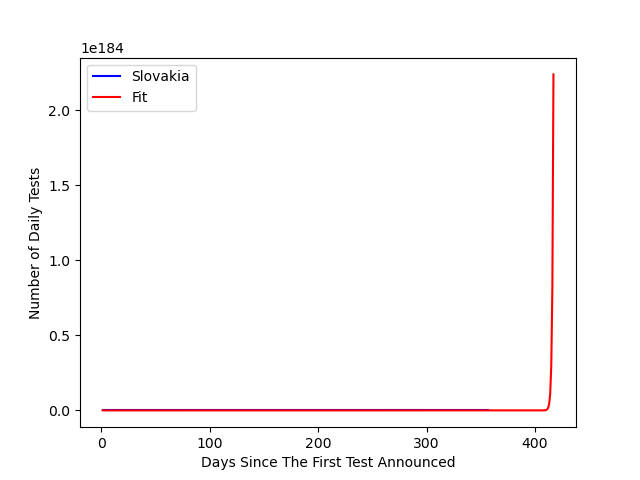 1e184
Slovakia
Fit
2.0
1.5
1.0
0.5
0.0
Number of Daily Tests
0 100 200 300 400
Days Since The First Test Announced